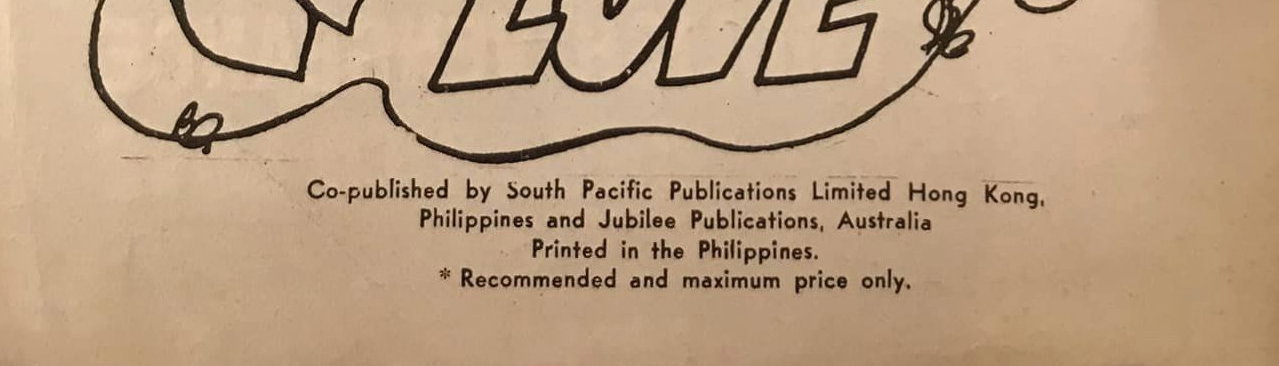 LOVE
Co-published by South Pacific Publications Limited Hong Kong,
Philippines and Jubilee Publications, Australia
Printed in the Philippines.
* Recommended and maximum price only.